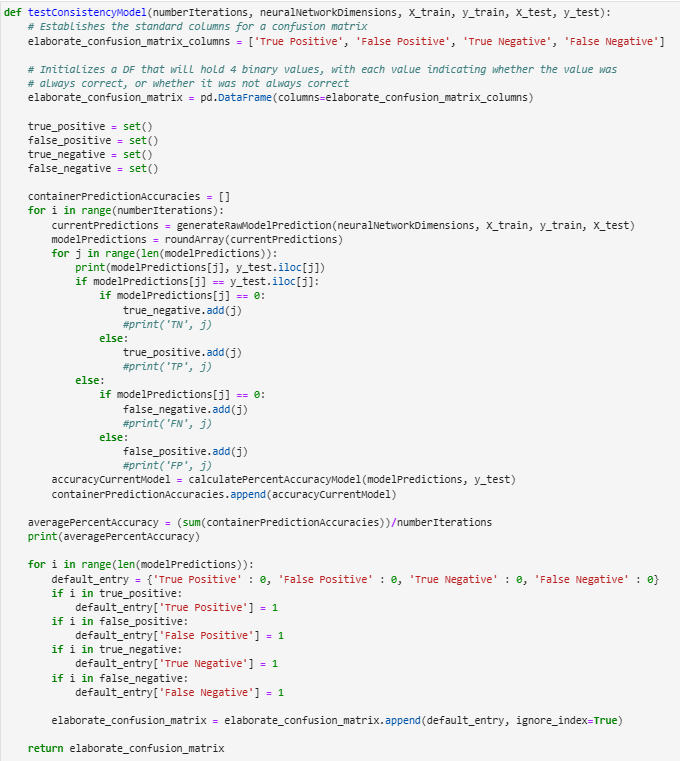 def testConsistencyModel(numberIterations, neuralNetworkDimensions, X_train, y_train, X_test, y_test):
    # Establishes the standard columns for a confusion matrix
    elaborate_confusion_matrix_columns = ['True Positive', 'False Positive', 'True Negative', 'False Negative']

    # Initializes a DF that will hold 4 binary values, with each value indicating whether the value was
    # always correct, or whether it was not always correct
    elaborate_confusion_matrix = pd.DataFrame(columns=elaborate_confusion_matrix_columns)

    true_positive = set()
    false_positive = set()
    true_negative = set()
    false_negative = set()

    containerPredictionAccuracies = []
    for i in range(numberIterations):
        currentPredictions = generateRawModelPrediction(neuralNetworkDimensions, X_train, y_train, X_test)
        modelPredictions = roundArray(currentPredictions)
        for j in range(len(modelPredictions)):
            print(modelPredictions[j], y_test.iloc[j])
            if modelPredictions[j] == y_test.iloc[j]:
                if modelPredictions[j] == 0:
                    true_negative.add(j)
                    #print('TN', j)
                else:
                    true_positive.add(j)
                    #print('TP', j)
            else:
                if modelPredictions[j] == 0:
                    false_negative.add(j)
                    #print('FN', j)
                else:
                    false_positive.add(j)
                    #print('FP', j)
        accuracyCurrentModel = calculatePercentAccuracyModel(modelPredictions, y_test)
        containerPredictionAccuracies.append(accuracyCurrentModel)

    averagePercentAccuracy = (sum(containerPredictionAccuracies))/numberIterations
    print(averagePercentAccuracy)

    for i in range(len(modelPredictions)):
        default_entry = {'True Positive' : 0, 'False Positive' : 0, 'True Negative' : 0, 'False Negative' : 0}
        if i in true_positive:
            default_entry['True Positive'] = 1
        if i in false_positive:
            default_entry['False Positive'] = 1
        if i in true_negative:
            default_entry['True Negative'] = 1
        if i in false_negative:
            default_entry['False Negative'] = 1

        elaborate_confusion_matrix = elaborate_confusion_matrix.append(default_entry, ignore_index=True)

    return elaborate_confusion_matrix